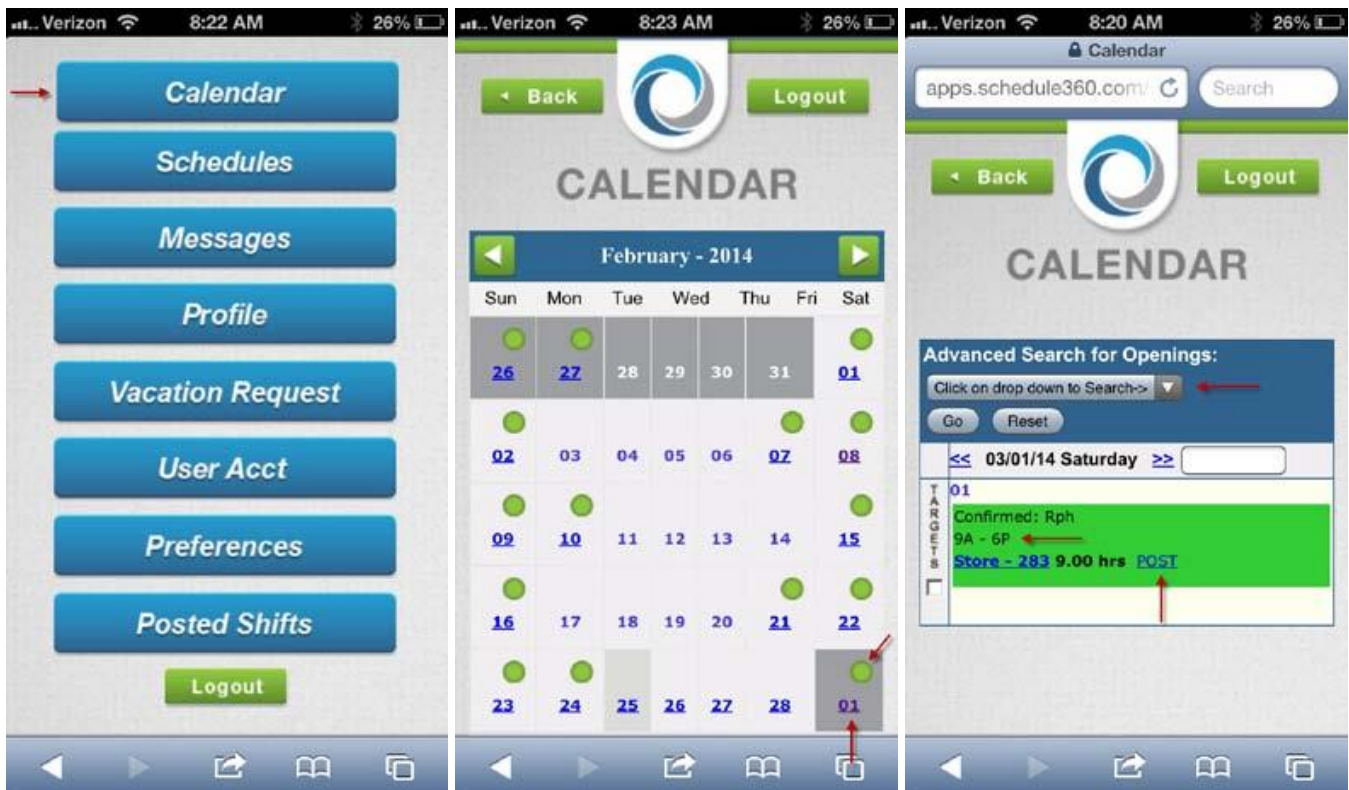 Verizon 8:22 AM 26%
Calendar
Schedules
Messages
Profile
Vacation Request
User Acct
Preferences
Posted Shifts
Logout
Verizon 8:23 AM 26%
Back Logout
CALENDAR
February - 2014
Sun Mon Tue Wed Thu Fri Sat
26 27 28 29 30 31 01
02 03 04 05 06 07 08
09 10 11 12 13 14 15
16 17 18 19 20 21 22
23 24 25 26 27 28 01
Verizon 8:20 AM 26%
Calendar
apps.schedule360.com/ Search
Back Logout
CALENDAR
Advanced Search for Openings:
Click on drop down to Search->
Go Reset
<< 03/01/14 Saturday >>
TARGETS
01
Confirmed: Rph
9A - 6P
Store - 283 9.00 hrs POST